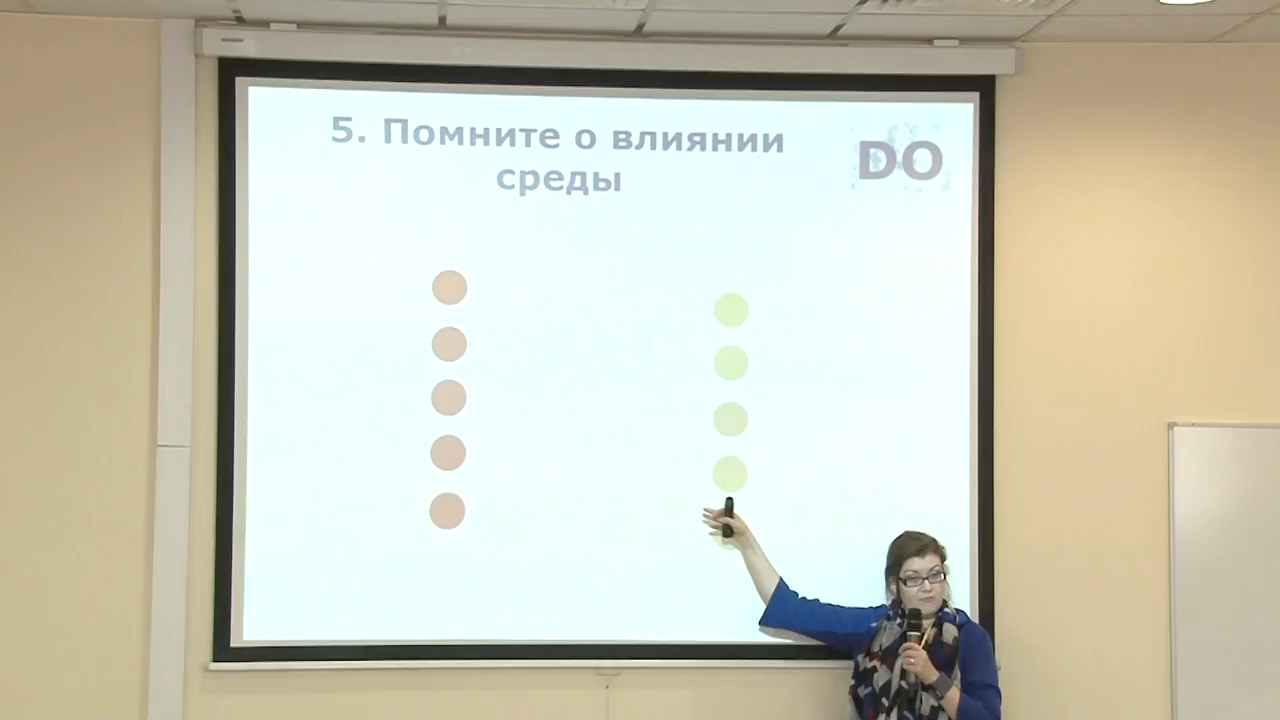 5. Помните о влиянии
среды
DO